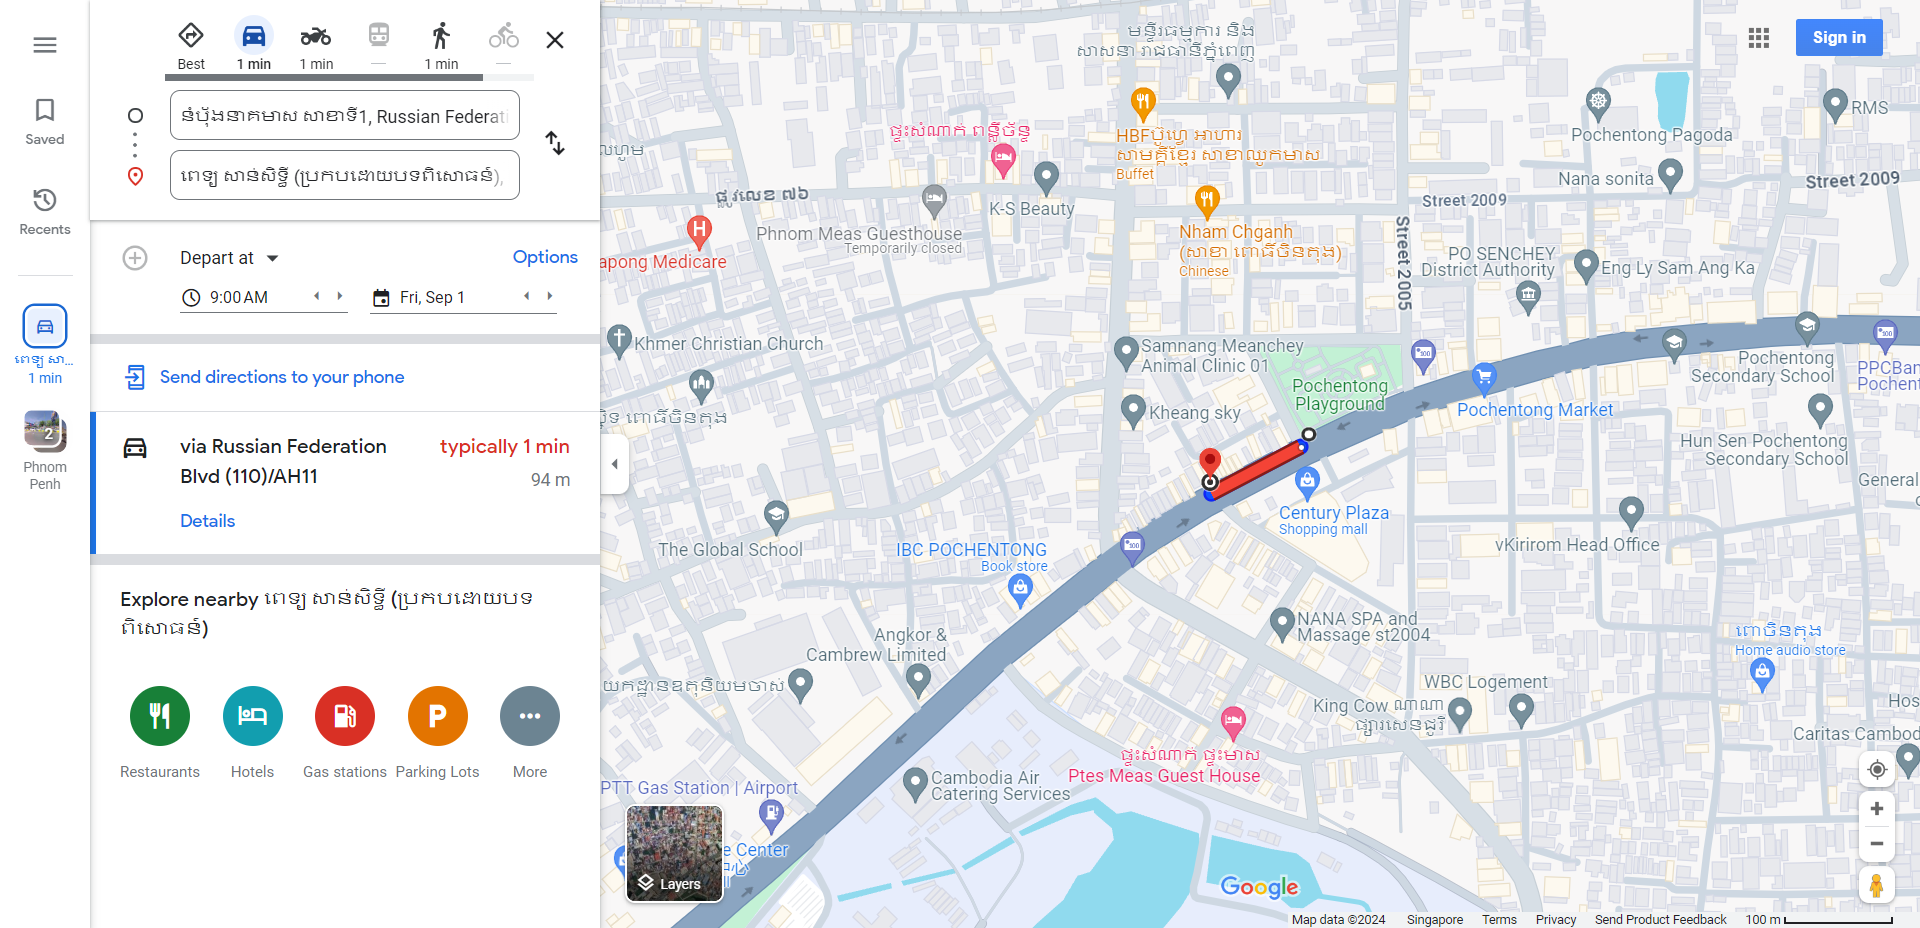 Best
1 min
1 min
1 min
Saved
Recents
ពេទ្យ សា...
1 min
2
Phnom
Penh
នំប៉័ងនាគមាស សាខាទី1, Russian Federati
ពេទ្យ សាន់សិទ្ធី (ប្រកបដោយបទពិសោធន៍),
Depart at
Options
9:00 AM
Fri, Sep 1
Send directions to your phone
via Russian Federation
Blvd (110)/AH11
typically 1 min
94 m
Details
Explore nearby ពេទ្យ សាន់សិទ្ធី (ប្រកបដោយបទ
ពិសោធន៍)
Restaurants
Hotels
Gas stations
Parking Lots
More
Sign in
មន្ទីរធម្មការ និង
សាសនា រាជធានីភ្នំពេញ
RMS
Pochentong Pagoda
HBFប៊ូហ្វេ អាហារ
សាមគ្គីខ្មែរ សាខាឈូកមាស
Buffet
លហូម
Nana sonita
Street 2009
Street 2009
ផ្លូវលេខ ៧៦
K-S Beauty
Street 2005
Phnom Meas Guesthouse
Temporarily closed
Nham Chganh
(សាខា ពោធិ៍ចិនតុង)
Chinese
apong Medicare
PO SENCHEY
District Authority
Eng Ly Sam Ang Ka
Khmer Christian Church
Samnang Meanchey
Animal Clinic 01
Pochentong
Playground
Pochentong
Secondary School
PPCBan
Pochent
ពោធិ៍ចិនតុង
Kheang sky
Pochentong Market
Hun Sen Pochentong
Secondary School
General
Century Plaza
Shopping mall
The Global School
IBC POCHENTONG
Book store
vKirirom Head Office
NANA SPA and
Massage st2004
Angkor &
Cambrew Limited
ពោចិនតុង
Home audio store
WBC Logement
King Cow ណាណា
Hos
Caritas Cambod
ផ្ទះសំណាក់ ផ្ទះមាស
Ptes Meas Guest House
Cambodia Air
Catering Services
PTT Gas Station | Airport
e Center
Layers
Google
Map data ©2024
Singapore
Terms
Privacy
Send Product Feedback
100 m